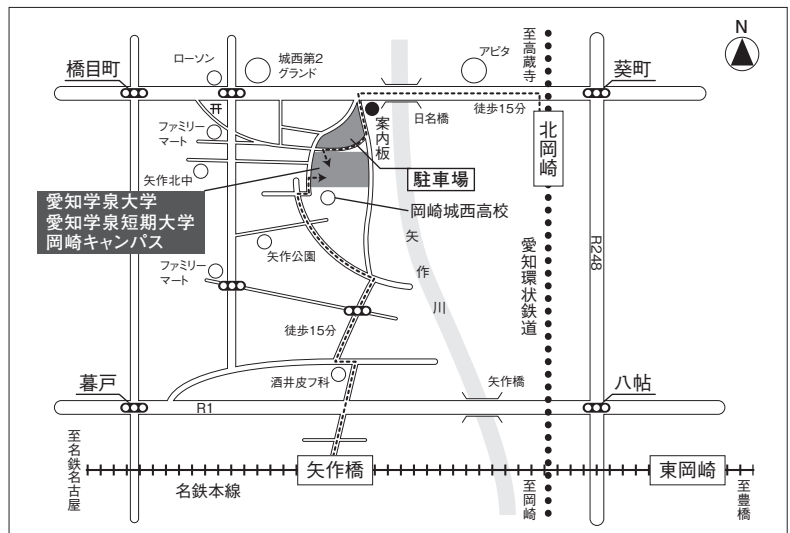 ローソン
城西第2
グランド
アピタ
至高蔵寺
N
橋目町
葵町
徒歩15分
日名橋
ファミリー
マート
案内板
北岡崎
矢作北中
駐車場
愛知学泉大学
愛知学泉短期大学
岡崎キャンパス
岡崎城西高校
矢作川
愛知環状鉄道
R248
矢作公園
ファミリー
マート
徒歩15分
酒井皮フ科
暮戸
R1
矢作橋
八帖
至名鉄名古屋
矢作橋
東岡崎
名鉄本線
至岡崎
至豊橋